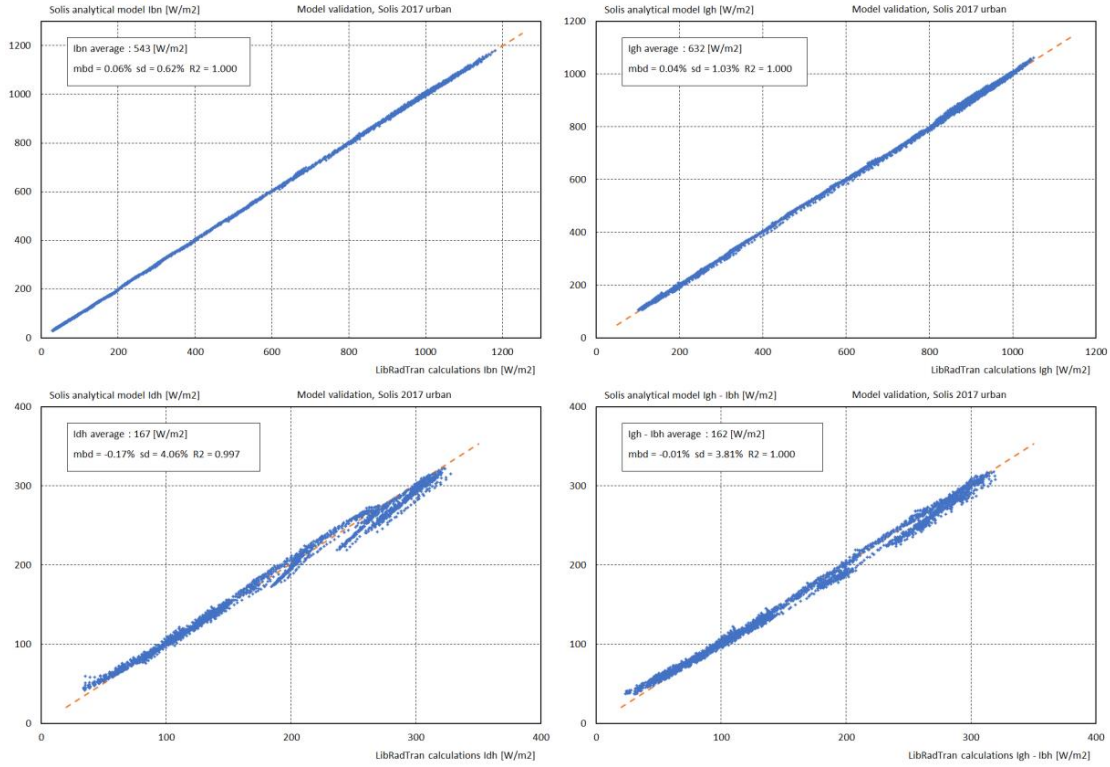 Solis analytical model Ibn [W/m2] Model validation, Solis 2017 urban
Ibn average : 543 [W/m2]
mbd = 0.06% sd = 0.62% R2 = 1.000
1200
1000
800
600
400
200
0
0 200 400 600 800 1000 1200
LibRadTran calculations Ibn [W/m2]
Solis analytical model Igh [W/m2] Model validation, Solis 2017 urban
1200
Igh average : 632 [W/m2]
mbd = 0.04% sd = 1.03% R2 = 1.000
1000
800
600
400
200
0
0 200 400 600 800 1000 1200
LibRadTran calculations Igh [W/m2]
Solis analytical model Idh [W/m2] Model validation, Solis 2017 urban
400
Idh average : 167 [W/m2]
mbd = -0.17% sd = 4.06% R2 = 0.997
300
200
100
0
0 100 200 300 400
LibRadTran calculations Idh [W/m2]
Solis analytical model Igh - Ibh [W/m2] Model validation, Solis 2017 urban
400
Igh - Ibh average : 162 [W/m2]
mbd = -0.01% sd = 3.81% R2 = 1.000
300
200
100
0
0 100 200 300 400
LibRadTran calculations Igh - Ibh [W/m2]